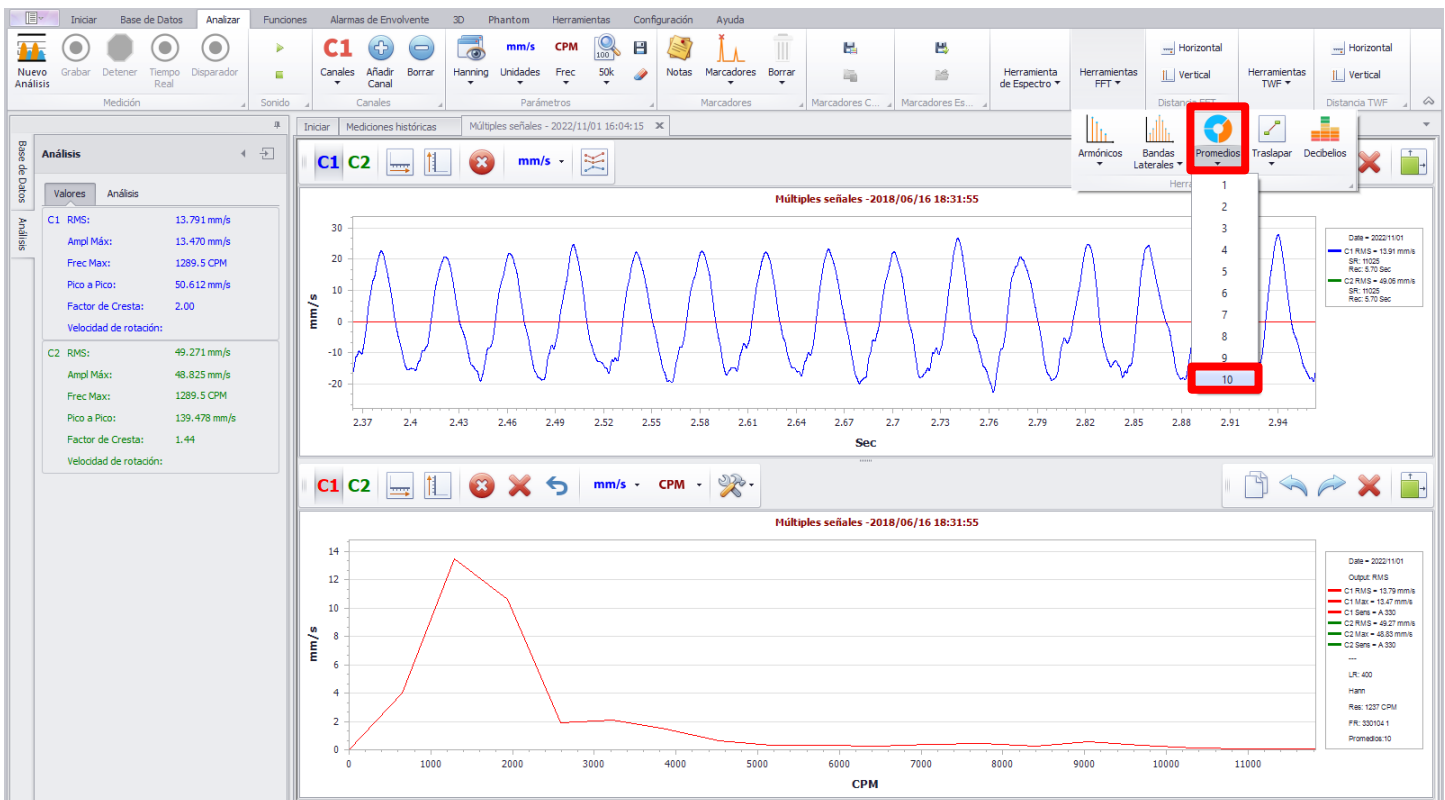 Iniciar Base de Datos Analizar Funciones Alarmas de Envolvente 3D Phantom Herramientas Configuración Ayuda
Nuevo Análisis Grabar Detener Tiempo Real Disparador
C1 Canales Añadir Canal Borrar
Hanning mm/s Unidades CPM Frec 100 50k
Notas Marcadores Borrar
Herramienta de Espectro Herramientas FFT Horizontal Vertical Herramientas TWF Horizontal Vertical
Medición Sonido Canales Parámetros Marcadores Marcadores C... Marcadores Es... Distancia FFT Distancia TWF
Armónicos Bandas Laterales Promedios Traslapar Decibelios
Herra
1
2
3
4
5
6
7
8
9
10
Base de Datos
Análisis
Análisis
Valores Análisis
C1 RMS: 13.791 mm/s
Ampl Máx: 13.470 mm/s
Frec Max: 1289.5 CPM
Pico a Pico: 50.612 mm/s
Factor de Cresta: 2.00
Velocidad de rotación:
C2 RMS: 49.271 mm/s
Ampl Máx: 48.825 mm/s
Frec Max: 1289.5 CPM
Pico a Pico: 139.478 mm/s
Factor de Cresta: 1.44
Velocidad de rotación:
Iniciar Mediciones históricas Múltiples señales - 2022/11/01 16:04:15
C1 C2 mm/s
Múltiples señales -2018/06/16 18:31:55
mm/s
30
20
10
0
-10
-20
2.37 2.4 2.43 2.46 2.49 2.52 2.55 2.58 2.61 2.64 2.67 2.7 2.73 2.76 2.79 2.82 2.85 2.88 2.91 2.94
Sec
Date = 2022/11/01
C1 RMS = 13.91 mm/s
SR: 11025
Rec: 5.70 Sec
C2 RMS = 49.06 mm/s
SR: 11025
Rec: 5.70 Sec
C1 C2 mm/s CPM
Múltiples señales -2018/06/16 18:31:55
mm/s
14
12
10
8
6
4
2
0
0 1000 2000 3000 4000 5000 6000 7000 8000 9000 10000 11000
CPM
Date = 2022/11/01
Output: RMS
C1 RMS = 13.79 mm/s
C1 Max = 13.47 mm/s
C1 Sens = A 330
C2 RMS = 49.27 mm/s
C2 Max = 48.83 mm/s
C2 Sens = A 330
---
LR: 400
Hann
Res: 1237 CPM
FR: 330104 1
Promedios:10